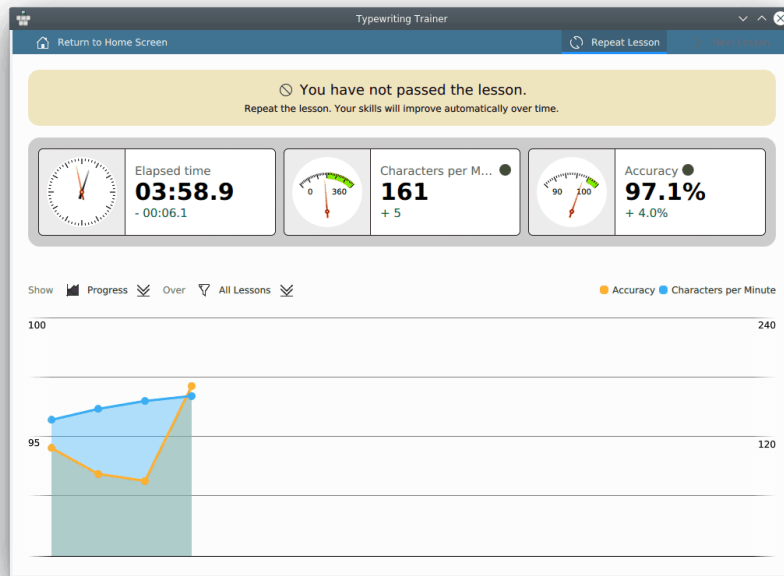 Typewriting Trainer
Return to Home Screen
Repeat Lesson
You have not passed the lesson.
Repeat the lesson. Your skills will improve automatically over time.
Elapsed time
03:58.9
- 00:06.1
0 360
Characters per M...
161
+ 5
90 100
Accuracy
97.1%
+ 4.0%
Show Progress Over All Lessons
Accuracy Characters per Minute
100 240
95 120